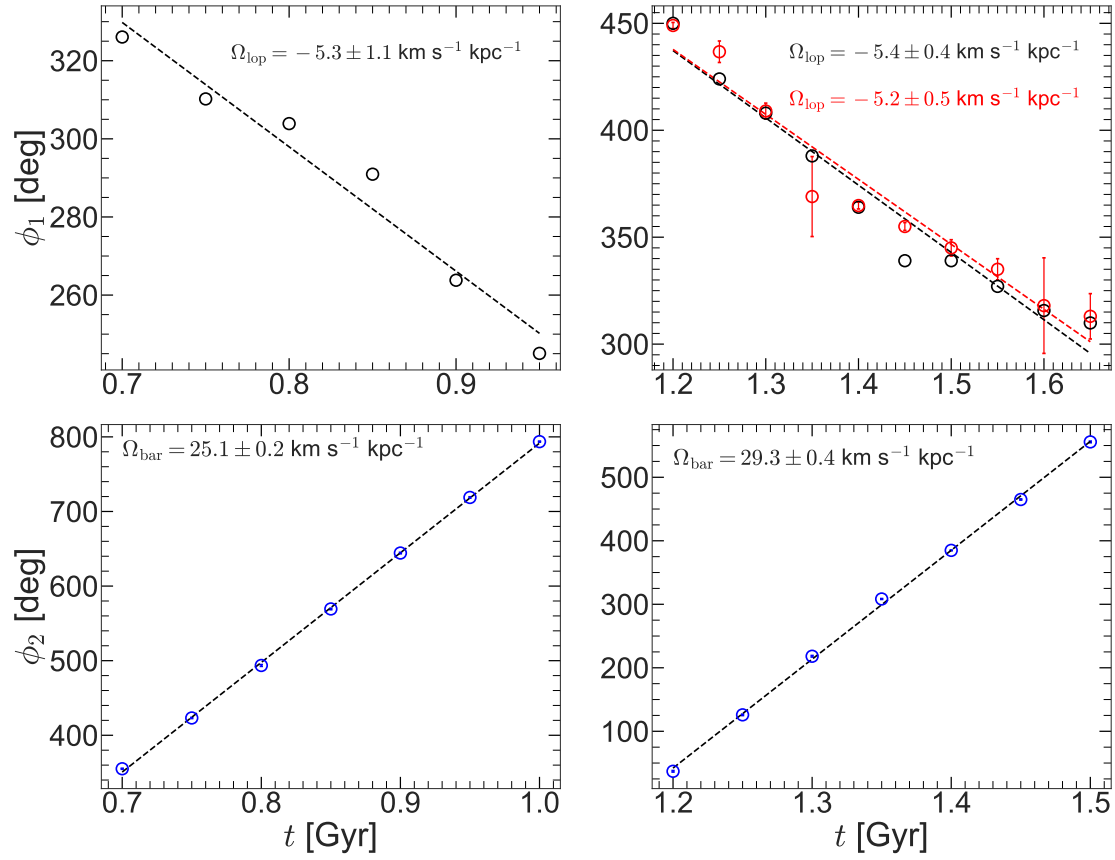 Ω_lop = −5.3 ± 1.1 km s⁻¹ kpc⁻¹
ϕ₁ [deg]
320
300
280
260
0.7 0.8 0.9
Ω_lop = −5.4 ± 0.4 km s⁻¹ kpc⁻¹
Ω_lop = −5.2 ± 0.5 km s⁻¹ kpc⁻¹
450
400
350
300
1.2 1.3 1.4 1.5 1.6
Ω_bar = 25.1 ± 0.2 km s⁻¹ kpc⁻¹
ϕ₂ [deg]
800
700
600
500
400
0.7 0.8 0.9 1.0
t [Gyr]
Ω_bar = 29.3 ± 0.4 km s⁻¹ kpc⁻¹
500
400
300
200
100
1.2 1.3 1.4 1.5
t [Gyr]